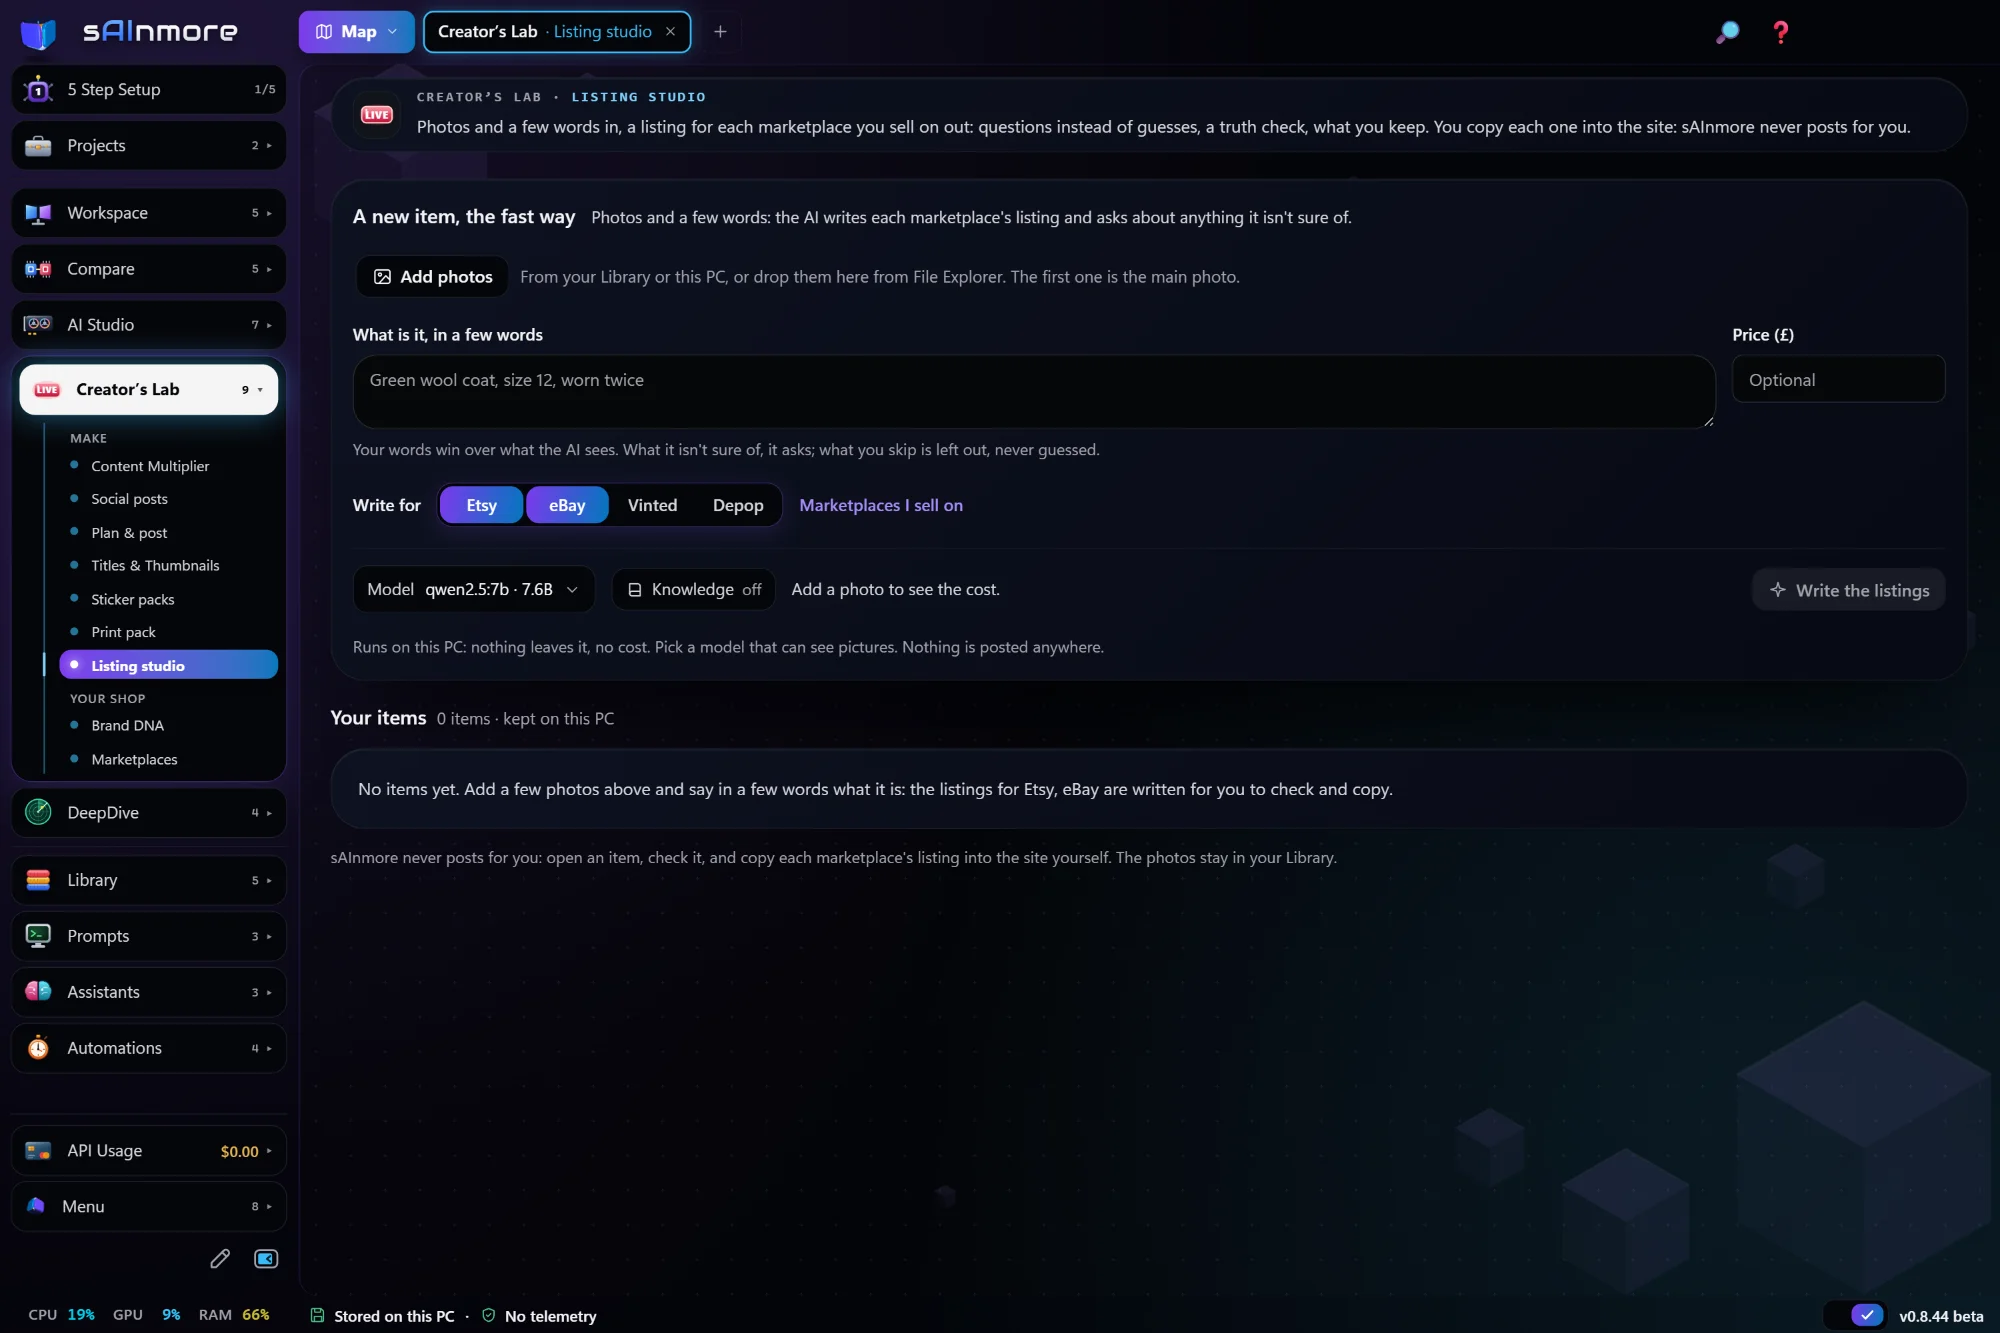 sAInmore
Map
Creator's Lab · Listing studio
5 Step Setup 1/5
Projects 2
Workspace 5
Compare 5
AI Studio 7
LIVE Creator's Lab 9
MAKE
Content Multiplier
Social posts
Plan & post
Titles & Thumbnails
Sticker packs
Print pack
Listing studio
YOUR SHOP
Brand DNA
Marketplaces
DeepDive 4
Library 5
Prompts 3
Assistants 3
Automations 4
API Usage $0.00
Menu 8
CPU 19% GPU 9% RAM 66%
LIVE
CREATOR'S LAB · LISTING STUDIO
Photos and a few words in, a listing for each marketplace you sell on out: questions instead of guesses, a truth check, what you keep. You copy each one into the site: sAInmore never posts for you.
A new item, the fast way Photos and a few words: the AI writes each marketplace's listing and asks about anything it isn't sure of.
Add photos From your Library or this PC, or drop them here from File Explorer. The first one is the main photo.
What is it, in a few words Price (£)
Green wool coat, size 12, worn twice Optional
Your words win over what the AI sees. What it isn't sure of, it asks; what you skip is left out, never guessed.
Write for Etsy eBay Vinted Depop Marketplaces I sell on
Model qwen2.5:7b · 7.6B Knowledge off Add a photo to see the cost. Write the listings
Runs on this PC: nothing leaves it, no cost. Pick a model that can see pictures. Nothing is posted anywhere.
Your items 0 items · kept on this PC
No items yet. Add a few photos above and say in a few words what it is: the listings for Etsy, eBay are written for you to check and copy.
sAInmore never posts for you: open an item, check it, and copy each marketplace's listing into the site yourself. The photos stay in your Library.
Stored on this PC · No telemetry
v0.8.44 beta